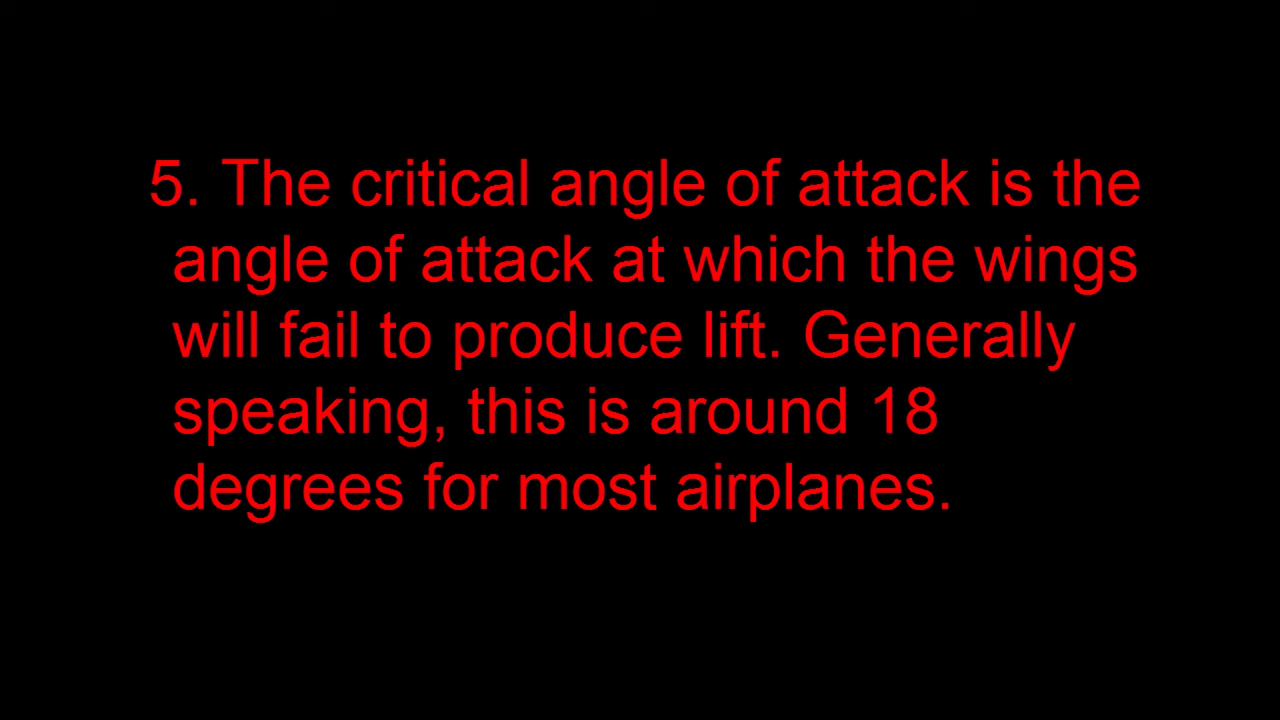 5. The critical angle of attack is the
angle of attack at which the wings
will fail to produce lift. Generally
speaking, this is around 18
degrees for most airplanes.